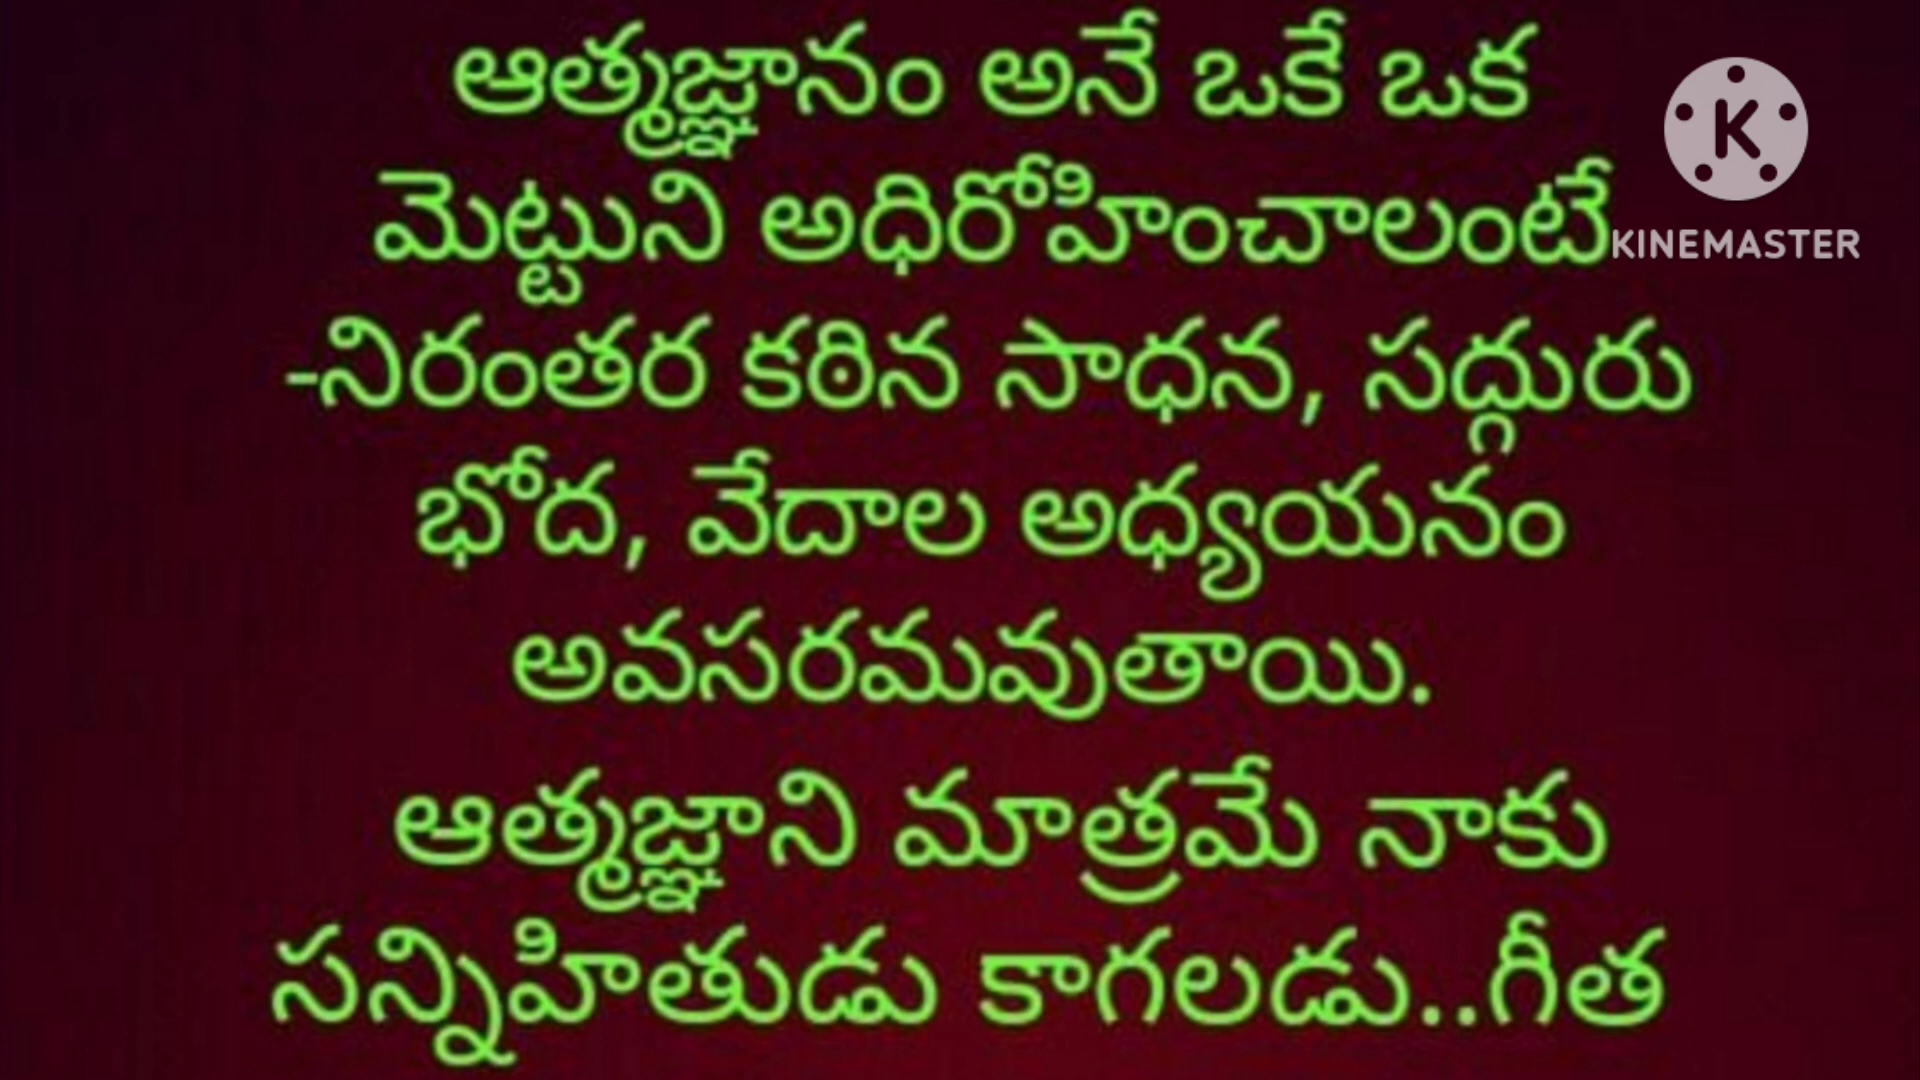 ఆత్మజ్ఞానం అనే ఒకే ఒక
మెట్టుని అధిరోహించాలంటే
-నిరంతర కఠిన సాధన, సద్గురు
భోద, వేదాల అధ్యయనం
అవసరమవుతాయి.
ఆత్మజ్ఞాని మాత్రమే నాకు
సన్నిహితుడు కాగలడు..గీత
K
KINEMASTER